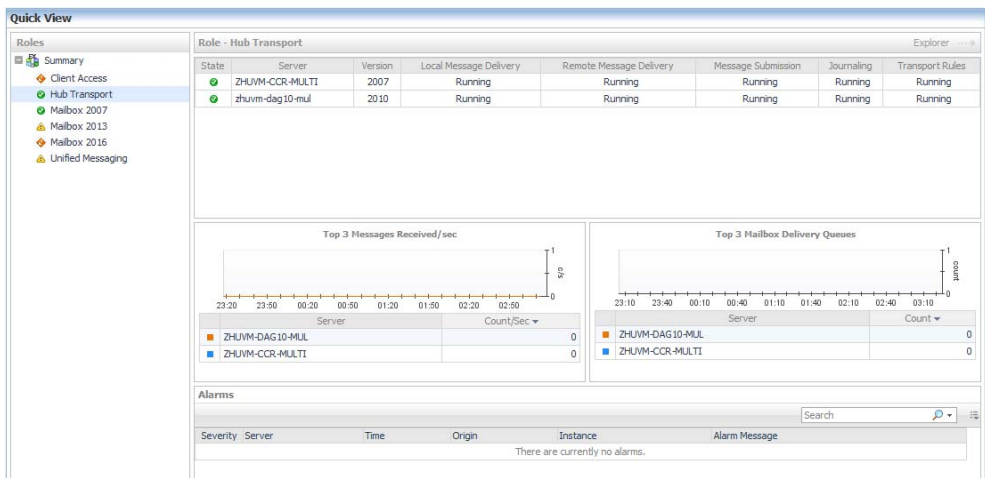 Quick View
Roles
Summary
Client Access
Hub Transport
Mailbox 2007
Mailbox 2013
Mailbox 2016
Unified Messaging
Role - Hub Transport Explorer
State Server Version Local Message Delivery Remote Message Delivery Message Submission Journaling Transport Rules
ZHUVM-CCR-MULTI 2007 Running Running Running Running Running
zhuvm-dag10-mul 2010 Running Running Running Running Running
Top 3 Messages Received/sec
1
c/s
0
23:20 23:50 00:20 00:50 01:20 01:50 02:20 02:50
Server Count/Sec
ZHUVM-DAG10-MUL 0
ZHUVM-CCR-MULTI 0
Top 3 Mailbox Delivery Queues
1
count
0
23:10 23:40 00:10 00:40 01:10 01:40 02:10 02:40 03:10
Server Count
ZHUVM-DAG10-MUL 0
ZHUVM-CCR-MULTI 0
Alarms
Search
Severity Server Time Origin Instance Alarm Message
There are currently no alarms.